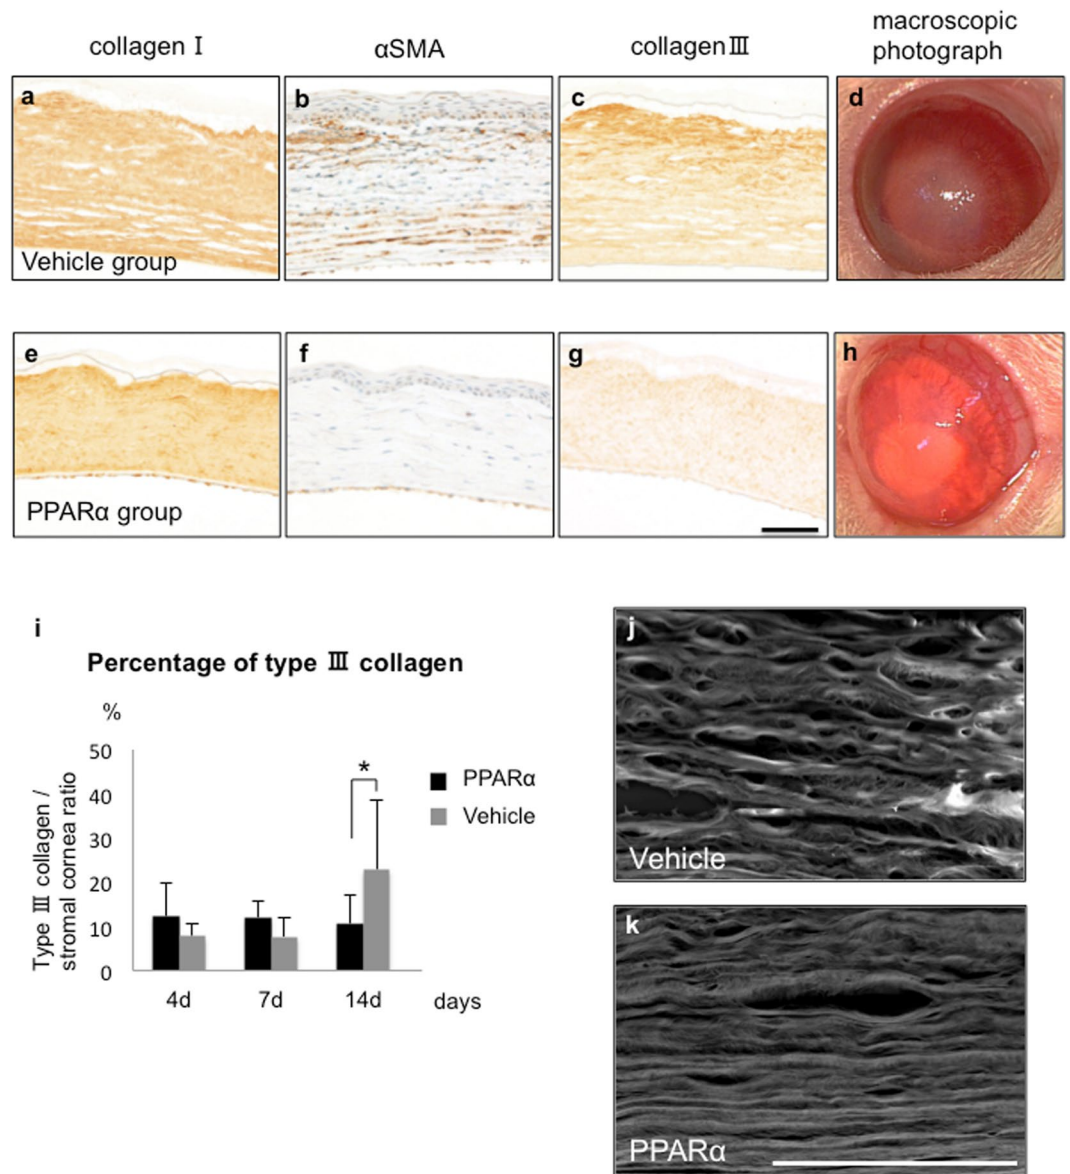 collagen Ⅰ
αSMA
collagen Ⅲ
macroscopic
photograph
a
b
c
d
Vehicle group
e
f
g
h
PPARα group
i
Percentage of type Ⅲ collagen
%
Type Ⅲ collagen /
stromal cornea ratio
50
40
30
20
10
0
*
PPARα
Vehicle
4d
7d
14d
days
j
Vehicle
k
PPARα